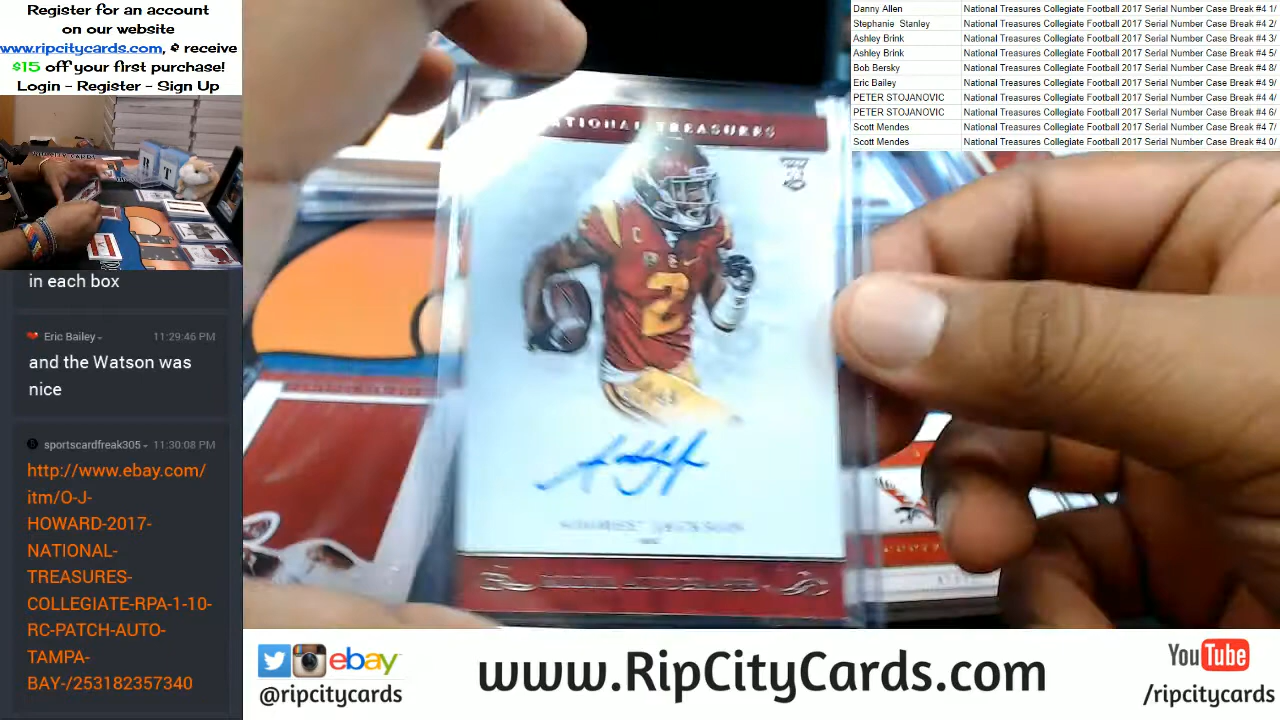 Register for an account
on our website
www.ripcitycards.com, & receive
$15 off your first purchase!
Login - Register - Sign Up
in each box
Eric Bailey 11:29:46 PM
and the Watson was
nice
sportscardfreak305 11:30:08 PM
http://www.ebay.com/
itm/O-J-
HOWARD-2017-
NATIONAL-
TREASURES-
COLLEGIATE-RPA-1-10-
RC-PATCH-AUTO-
TAMPA-
BAY-/253182357340
NATIONAL TREASURES
2
Danny Allen National Treasures Collegiate Football 2017 Serial Number Case Break #4 1/
Stephanie Stanley National Treasures Collegiate Football 2017 Serial Number Case Break #4 2/
Ashley Brink National Treasures Collegiate Football 2017 Serial Number Case Break #4 3/
Ashley Brink National Treasures Collegiate Football 2017 Serial Number Case Break #4 5/
Bob Bersky National Treasures Collegiate Football 2017 Serial Number Case Break #4 8/
Eric Bailey National Treasures Collegiate Football 2017 Serial Number Case Break #4 9/
PETER STOJANOVIC National Treasures Collegiate Football 2017 Serial Number Case Break #4 4/
PETER STOJANOVIC National Treasures Collegiate Football 2017 Serial Number Case Break #4 6/
Scott Mendes National Treasures Collegiate Football 2017 Serial Number Case Break #4 7/
Scott Mendes National Treasures Collegiate Football 2017 Serial Number Case Break #4 0/
ebay
@ripcitycards
www.RipCityCards.com
YouTube
/ripcitycards